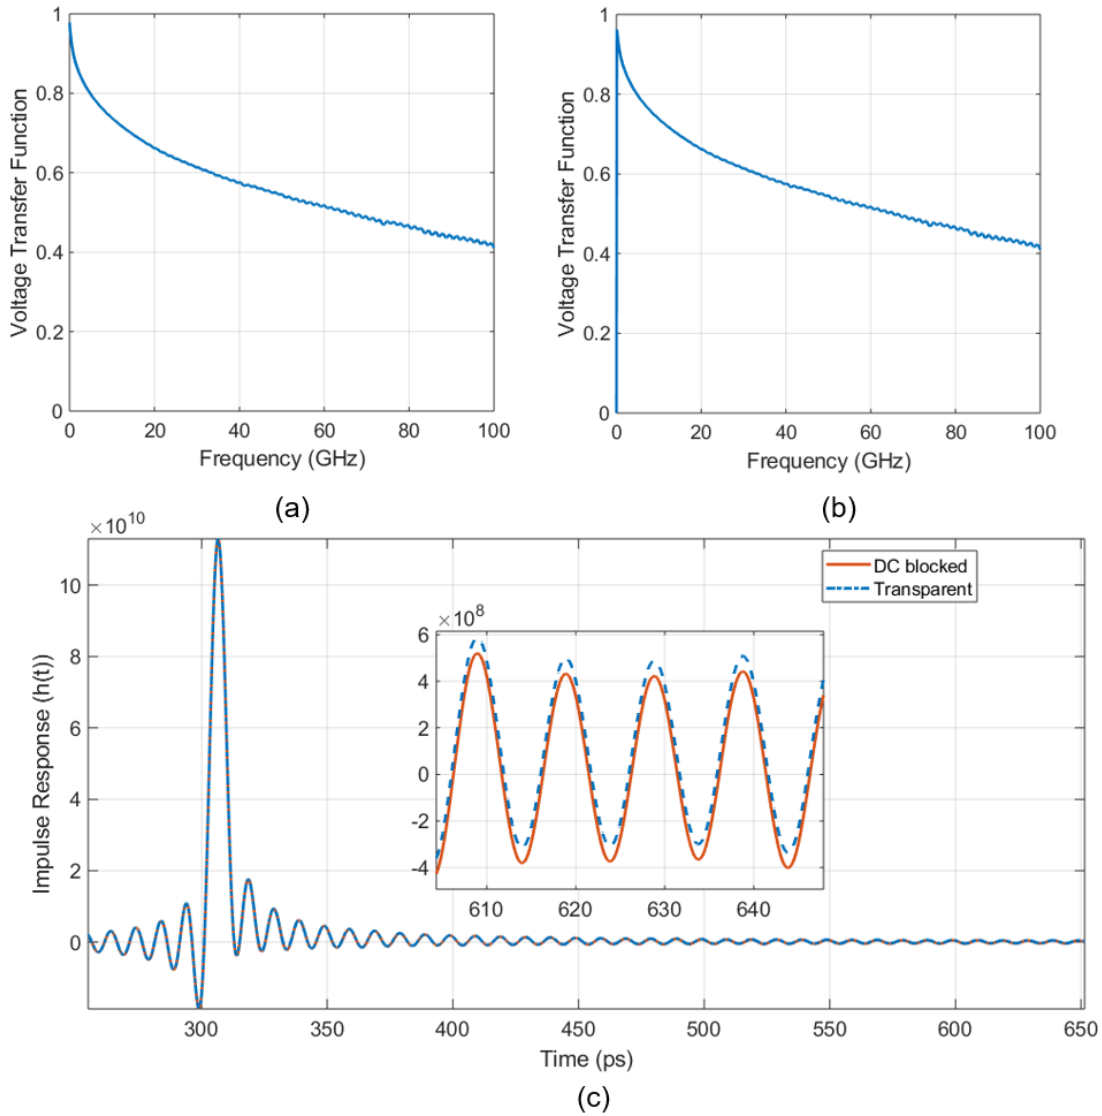 1
0.8
0.6
0.4
0.2
0
Voltage Transfer Function
0 20 40 60 80 100
Frequency (GHz)
(a)
1
0.8
0.6
0.4
0.2
0
Voltage Transfer Function
0 20 40 60 80 100
Frequency (GHz)
(b)
×10^10
10
8
6
4
2
0
Impulse Response (h(t))
DC blocked
Transparent
×10^8
6
4
2
0
-2
-4
610 620 630 640
300 350 400 450 500 550 600 650
Time (ps)
(c)